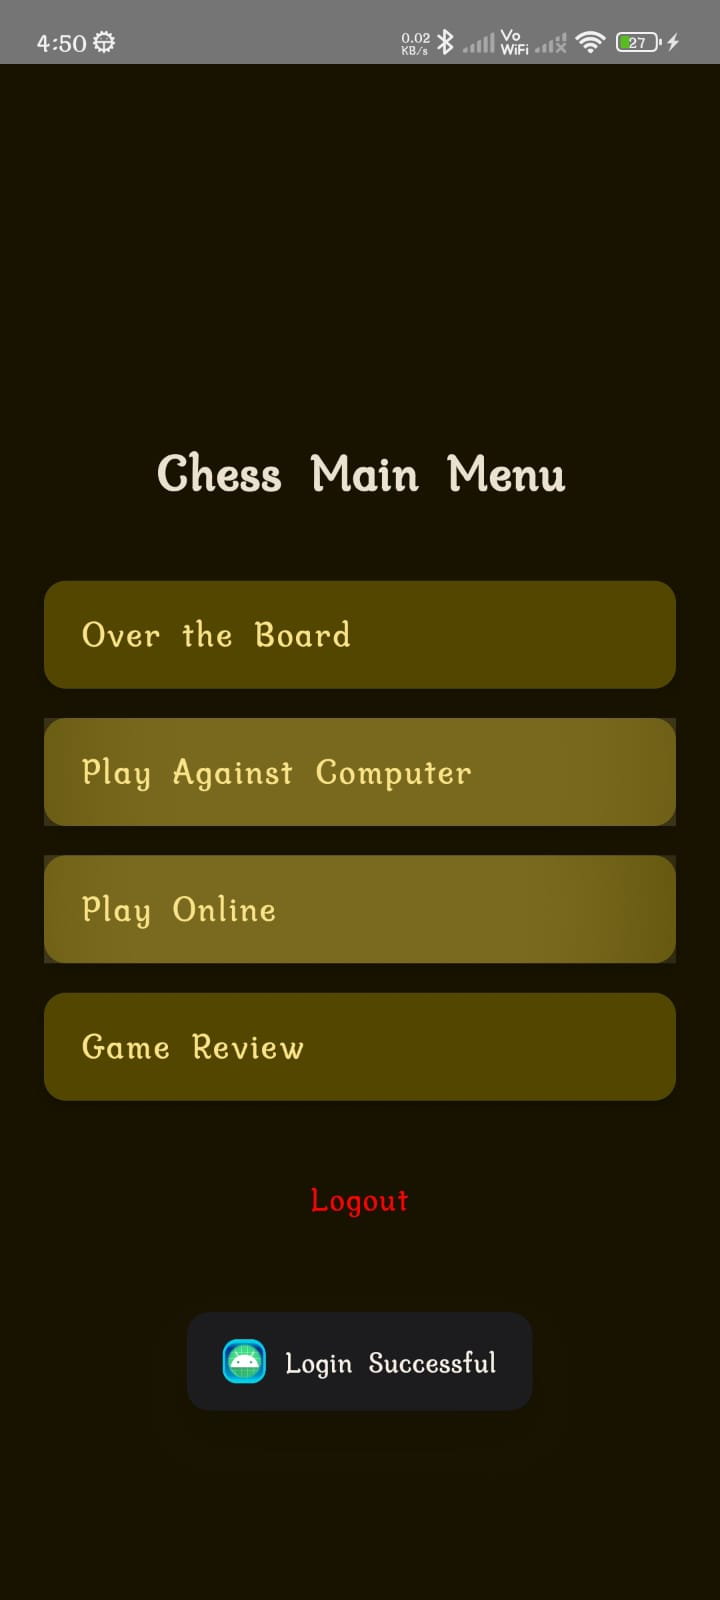 4:50 0.02 KB/s Vo WiFi 27
Chess Main Menu
Over the Board
Play Against Computer
Play Online
Game Review
Logout
Login Successful